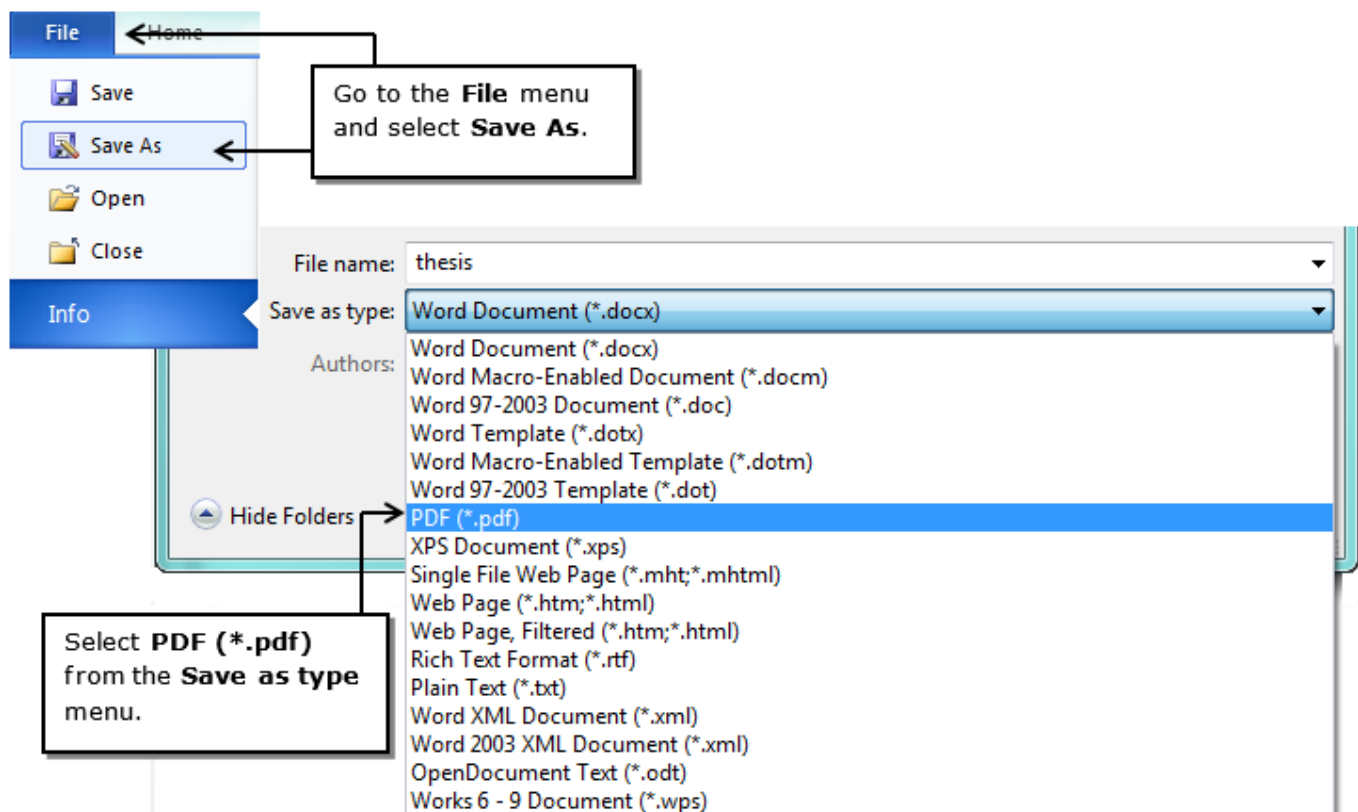 File
Home
Save
Save As
Open
Close
Info
Go to the File menu
and select Save As.
File name: thesis
Save as type: Word Document (*.docx)
Authors:
Word Document (*.docx)
Word Macro-Enabled Document (*.docm)
Word 97-2003 Document (*.doc)
Word Template (*.dotx)
Word Macro-Enabled Template (*.dotm)
Word 97-2003 Template (*.dot)
PDF (*.pdf)
XPS Document (*.xps)
Single File Web Page (*.mht;*.mhtml)
Web Page (*.htm;*.html)
Web Page, Filtered (*.htm;*.html)
Rich Text Format (*.rtf)
Plain Text (*.txt)
Word XML Document (*.xml)
Word 2003 XML Document (*.xml)
OpenDocument Text (*.odt)
Works 6 - 9 Document (*.wps)
Hide Folders
Select PDF (*.pdf)
from the Save as type
menu.